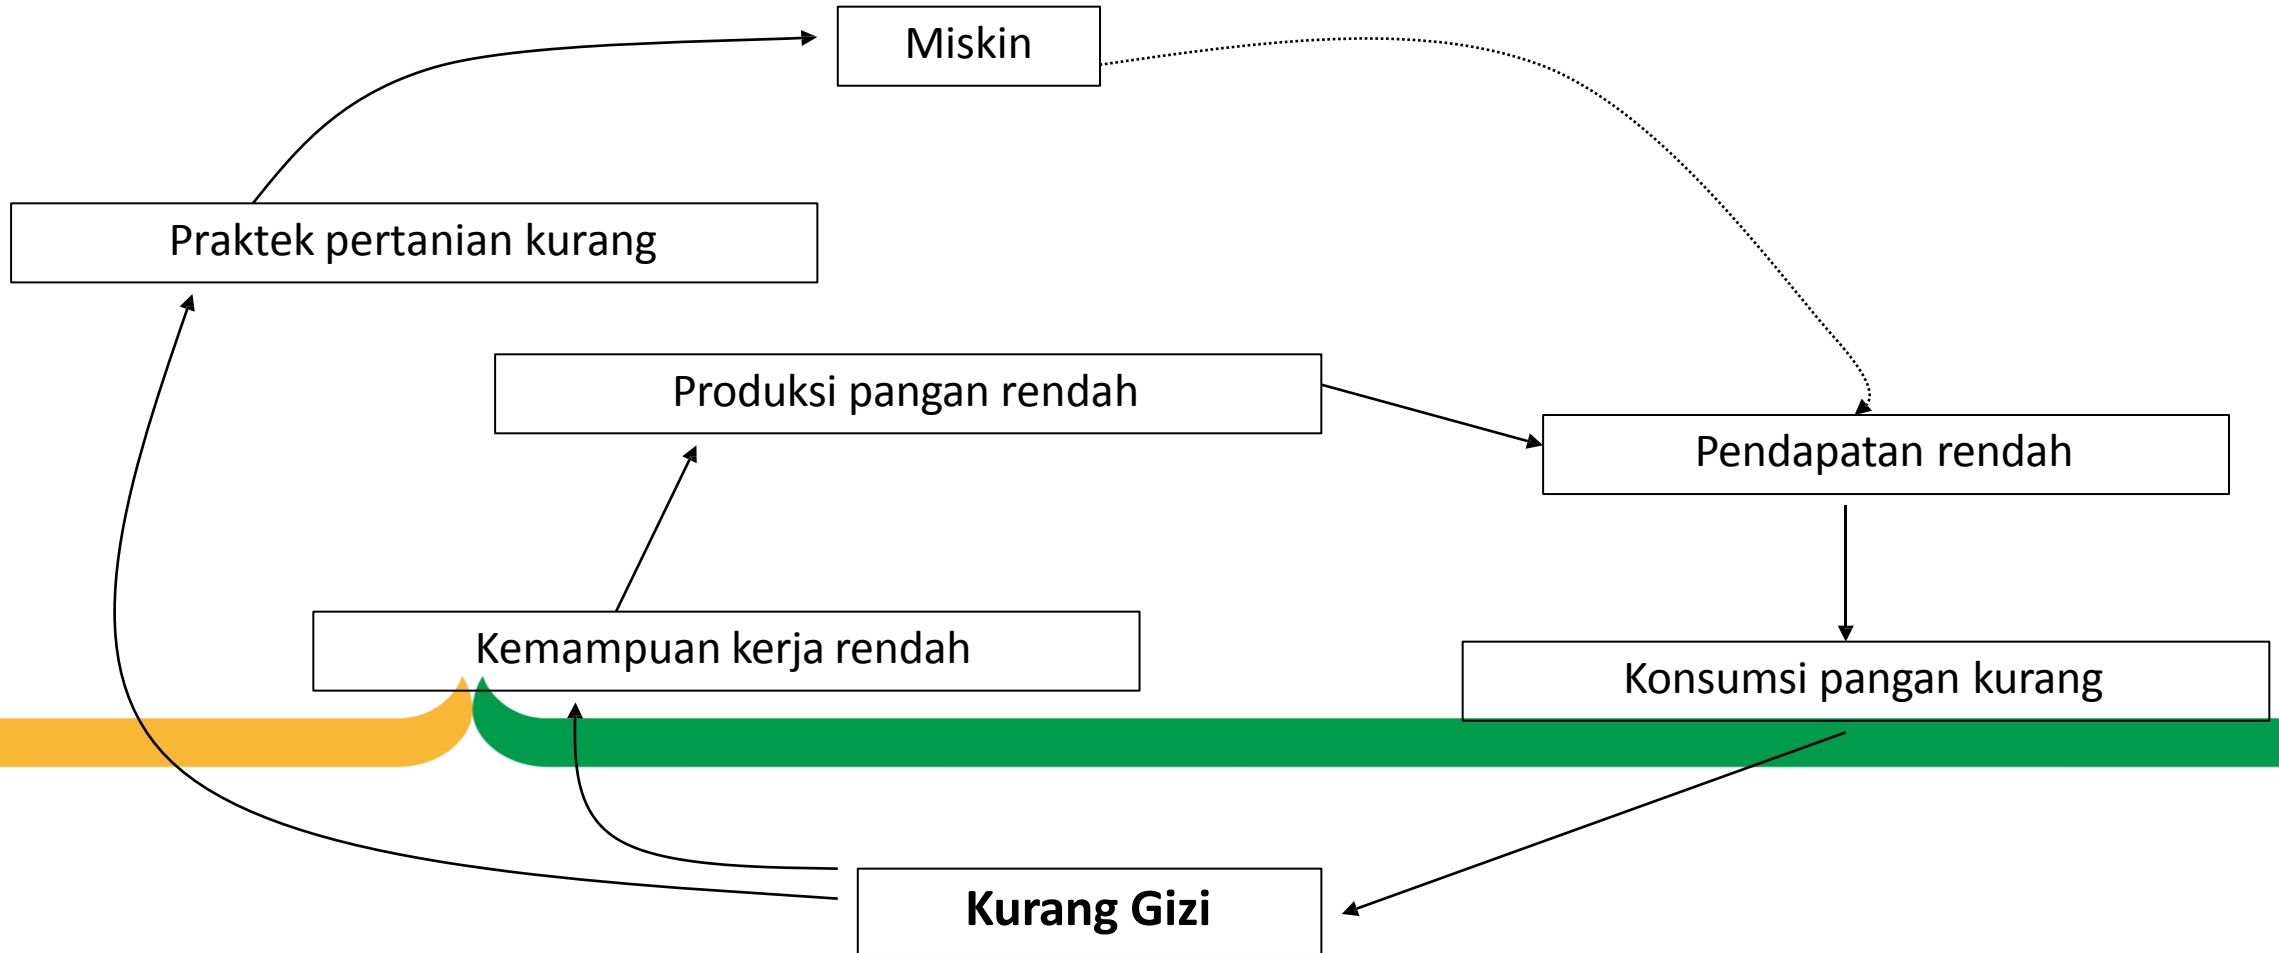 Miskin
Praktek pertanian kurang
Produksi pangan rendah
Pendapatan rendah
Kemampuan kerja rendah
Konsumsi pangan kurang
Kurang Gizi